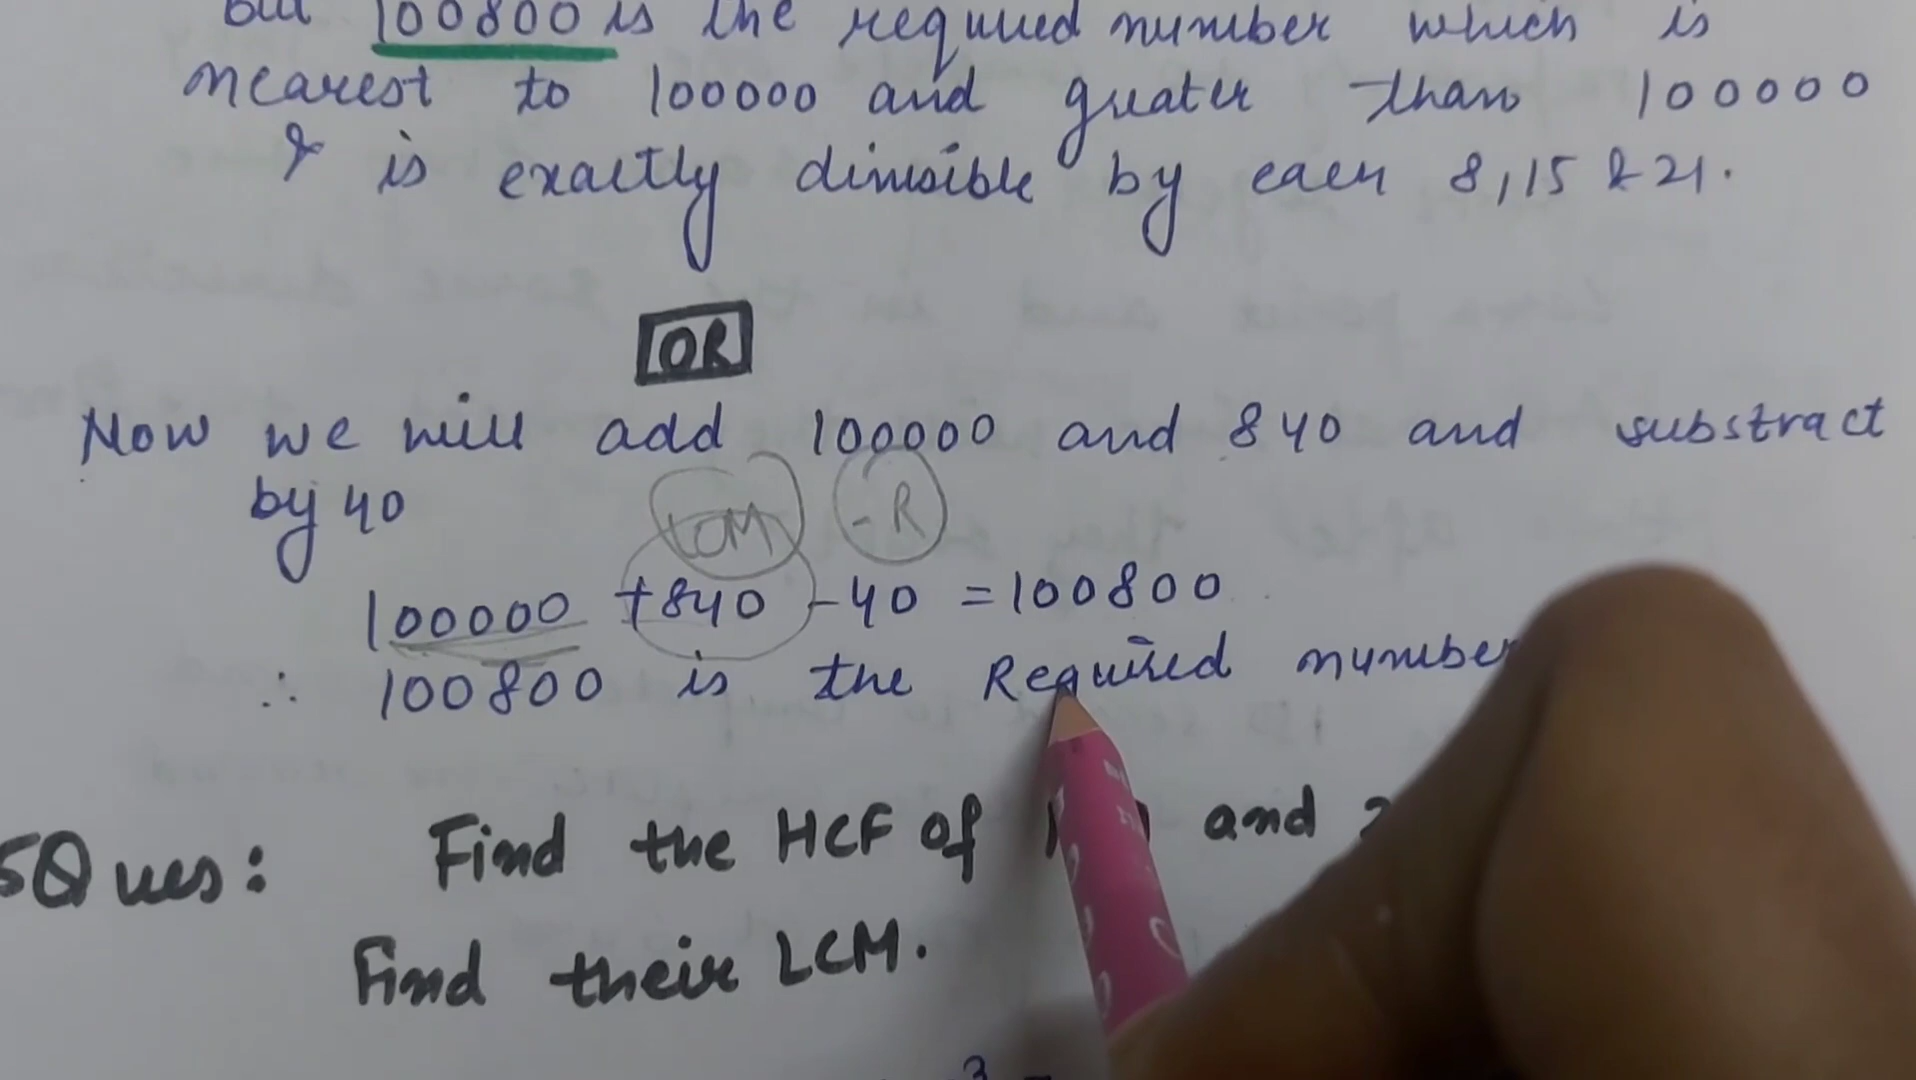 but 100800 is the required number which is
nearest to 100000 and greater than 100000
& is exactly divisible by each 8, 15 & 21.
OR
Now we will add 100000 and 840 and substract
by 40
LCM -R
100000 +840 -40 = 100800
∴ 100800 is the Required number
Ques: Find the HCF of and
Find their LCM.